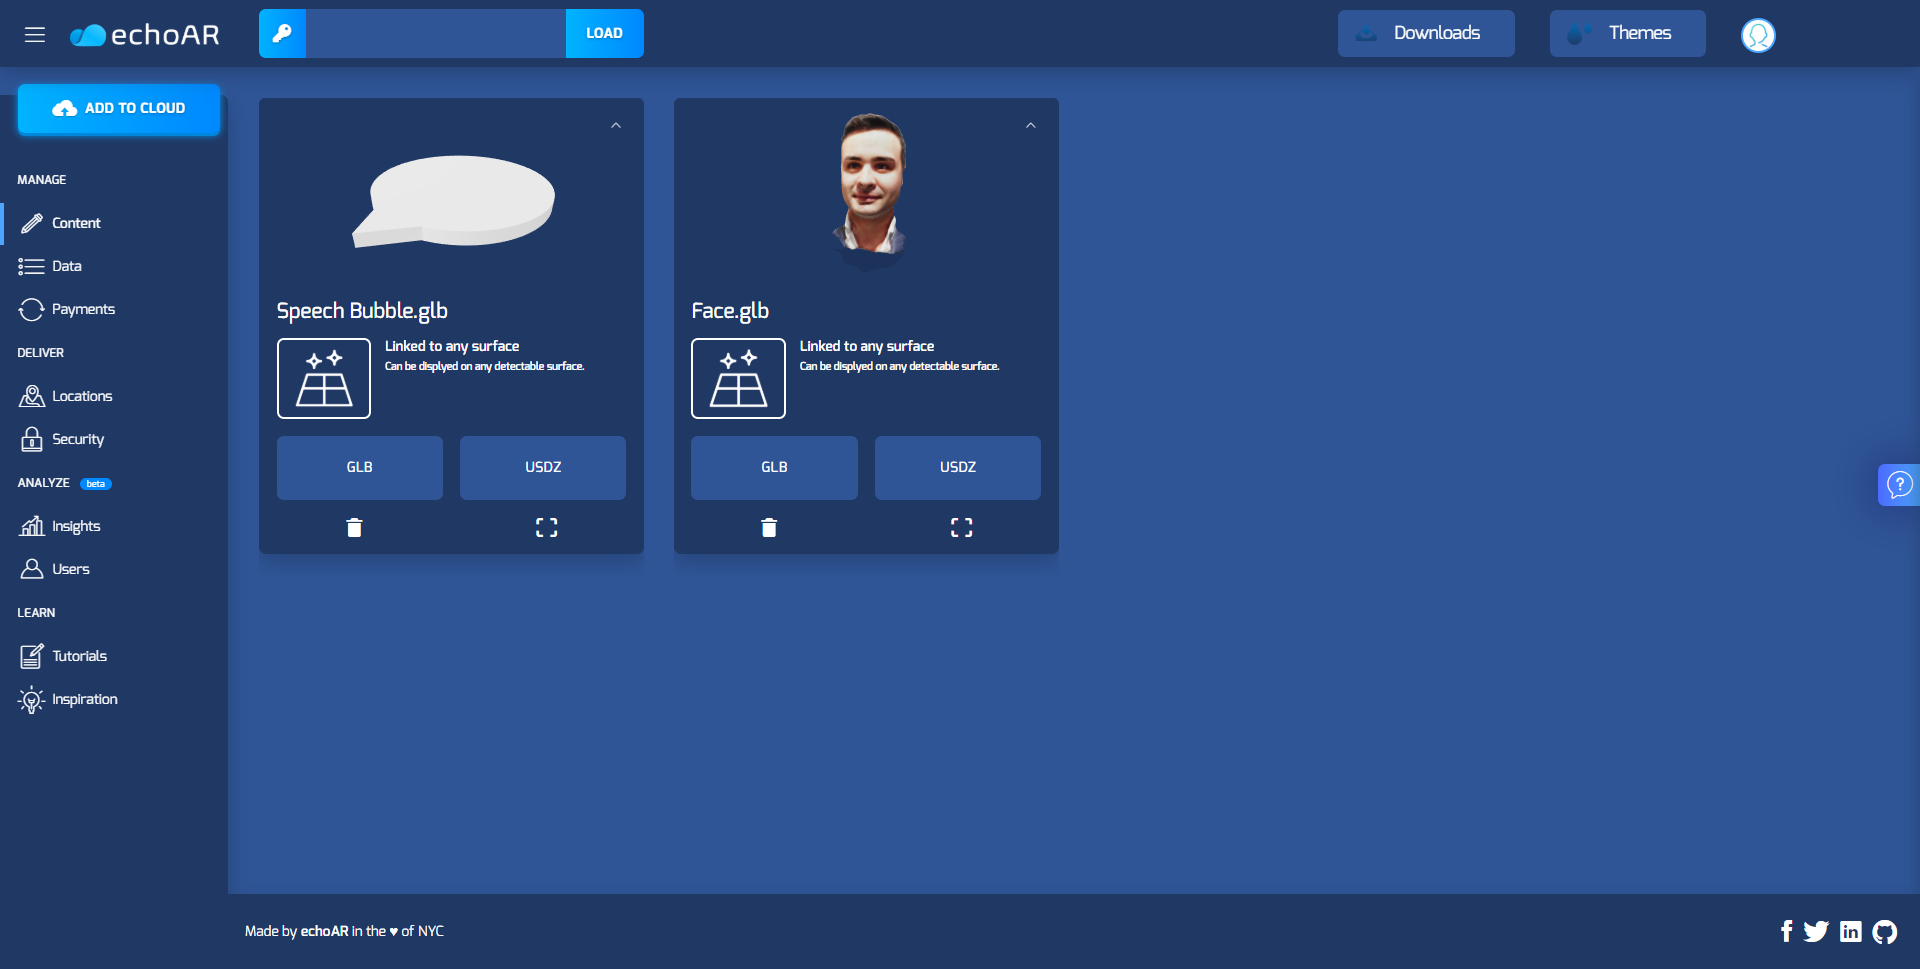 echoAR
LOAD
Downloads
Themes
ADD TO CLOUD
MANAGE
Content
Data
Payments
DELIVER
Locations
Security
ANALYZE beta
Insights
Users
LEARN
Tutorials
Inspiration
Speech Bubble.glb
Linked to any surface
Can be displyed on any detectable surface.
GLB
USDZ
Face.glb
Linked to any surface
Can be displyed on any detectable surface.
GLB
USDZ
?
Made by echoAR in the ♥ of NYC
f
in